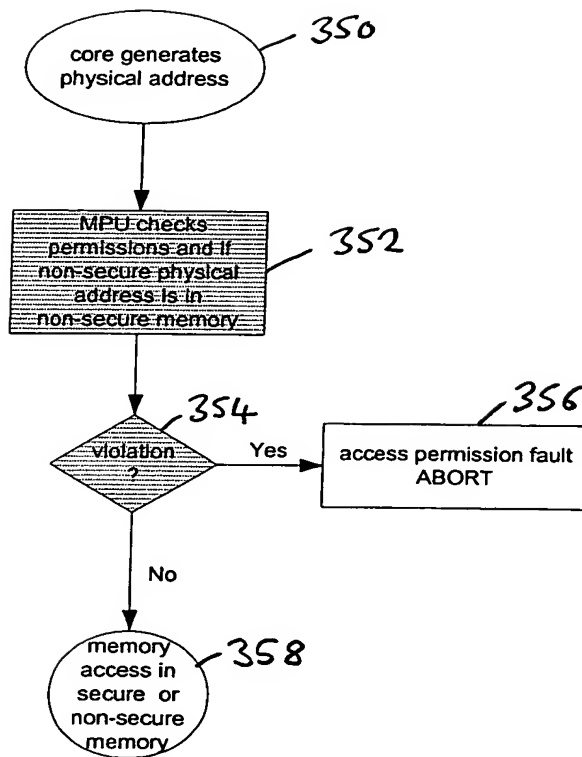 350
core generates
physical address
352
MPU checks
permissions and if
non-secure physical
address is in
non-secure memory
354
violation
?
Yes
356
access permission fault
ABORT
No
358
memory
access in
secure or
non-secure
memory